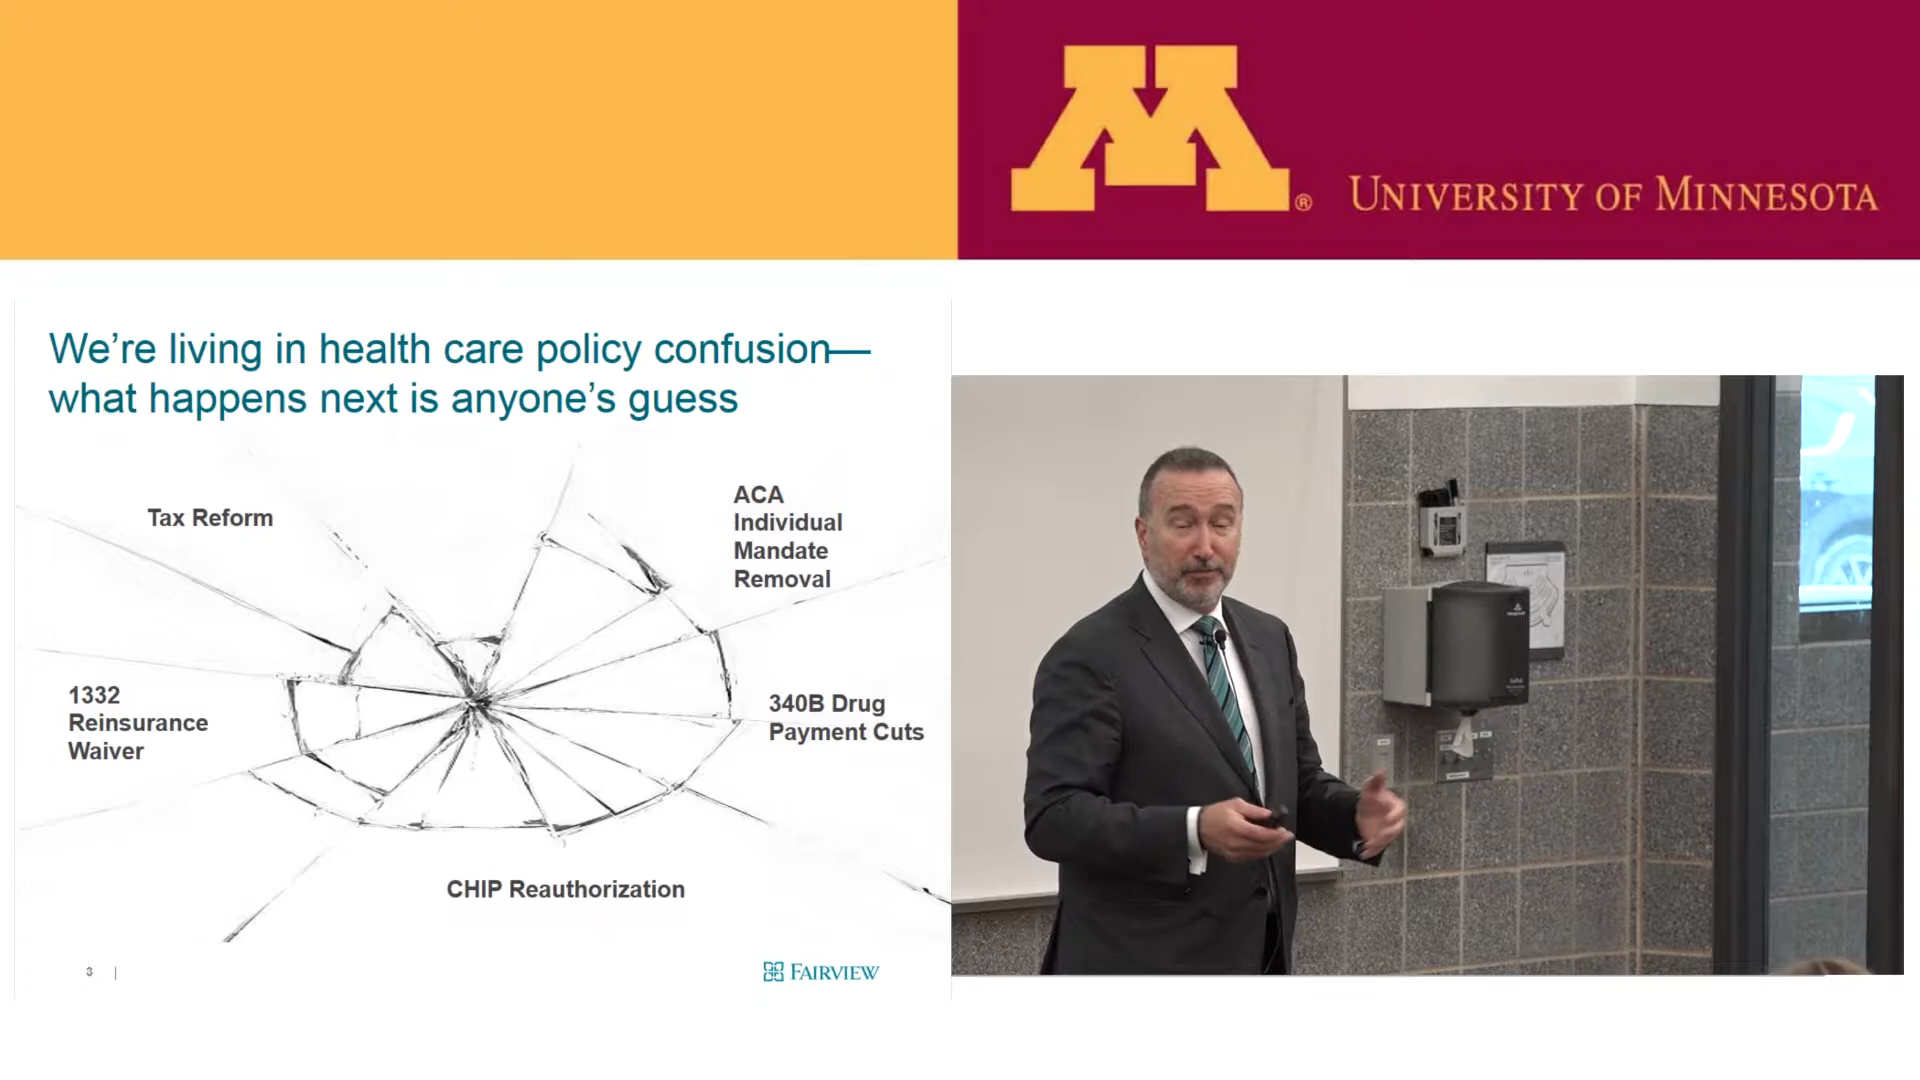 M®
UNIVERSITY OF MINNESOTA
We’re living in health care policy confusion—
what happens next is anyone’s guess
Tax Reform
ACA
Individual
Mandate
Removal
1332
Reinsurance
Waiver
340B Drug
Payment Cuts
CHIP Reauthorization
3 |
FAIRVIEW